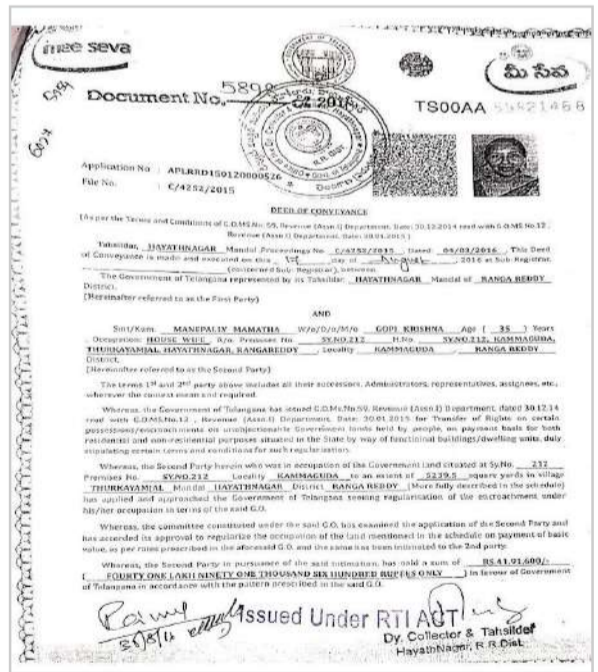 mee seva
మీ సేవ
Document No. 5898 of 2016
TS00AA 55821468
Application No : APLRRD150120000526
File No. : C/4252/2015
DEED OF CONVEYANCE
[As per the Terms and Conditions of G.O.MS.No. 59, Revenue (Assn.I) Department, Date: 30.12.2014 read with G.O.MS No.12 ,
Revenue (Assn.I) Department, Date: 30.01.2015 ]
Tahsildar, HAYATHNAGAR Mandal Proceedings No. C/4252/2015 Dated 04/03/2016 , This Deed
of Conveyance is made and executed on this 1st day of August , 2016 at Sub-Registrar,
(concerned Sub-Registrar), between
The Government of Telangana represented by its Tahsildar, HAYATHNAGAR Mandal of RANGA REDDY
District.
[Hereinafter referred to as the First Party)
AND
Smt/Kum. MANEPALLY MAMATHA W/o/D/o/M/o GOPI KRISHNA Age ( 35 ) Years
, Occupation: HOUSE WIFE, R/o. Premises No. SY.NO.212 H.No. SY.NO.212, KAMMAGUDA,
THURKAYAMJAL, HAYATHNAGAR, RANGAREDDY , Locality KAMMAGUDA , RANGA REDDY
District,
[Hereinafter referred to as the Second Party)
The terms 1st and 2nd party above includes all their successors, Administrators, representatives, assignees, etc.,
wherever the context mean and required.
Whereas, the Government of Telangana has issued G.O.Ms.No.59, Revenue (Assn.I) Department, dated 30.12.14
read with G.O.MS.No.12 , Revenue (Assn.I) Department, Date: 30.01.2015 for Transfer of Rights on certain
possessions/encroachments on unobjectionable Government lands held by people, on payment basis for both
residential and non-residential purposes situated in the State by way of functional buildings/dwelling units, duly
stipulating certain terms and conditions for such regularisation.
Whereas, the Second Party herein who was in occupation of the Government land situated at Sy.No. 212
Premises No. SY.NO.212 Locality KAMMAGUDA to an extent of 5239.5 square yards in village
THURKAYAMJAL Mandal HAYATHNAGAR District RANGA REDDY (More fully described in the schedule)
has applied and approached the Government of Telangana seeking regularisation of the encroachment under
his/her occupation in terms of the said G.O.
Whereas, the committee constituted under the said G.O. has examined the application of the Second Party and
has accorded its approval to regularize the occupation of the land mentioned in the schedule on payment of basic
value, as per rates prescribed in the aforesaid G.O. and the same has been intimated to the 2nd party.
Whereas, the Second Party in pursuance of the said intimation, has paid a sum of RS.41,91,600/-
( FOURTY ONE LAKH NINETY ONE THOUSAND SIX HUNDRED RUPEES ONLY ) in favour of Government
of Telangana in accordance with the pattern prescribed in the said G.O.
Issued Under RTI ACT
Dy. Collector & Tahsildar
HayathNagar, R.R.Dist.